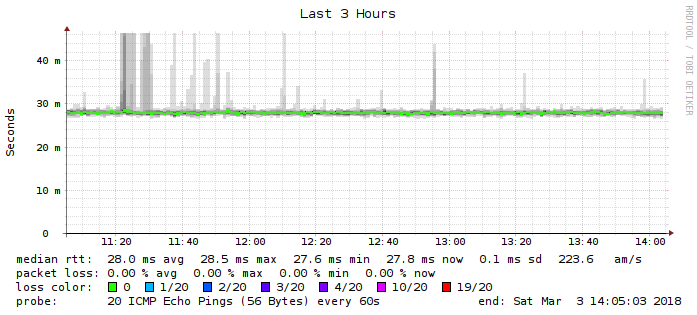 Last 3 Hours
RRDTOOL / TOBI OETIKER
Seconds
40 m
30 m
20 m
10 m
0
11:20 11:40 12:00 12:20 12:40 13:00 13:20 13:40 14:00
median rtt: 28.0 ms avg 28.5 ms max 27.6 ms min 27.8 ms now 0.1 ms sd 223.6 am/s
packet loss: 0.00 % avg 0.00 % max 0.00 % min 0.00 % now
loss color: 0 1/20 2/20 3/20 4/20 10/20 19/20
probe: 20 ICMP Echo Pings (56 Bytes) every 60s end: Sat Mar 3 14:05:03 2018